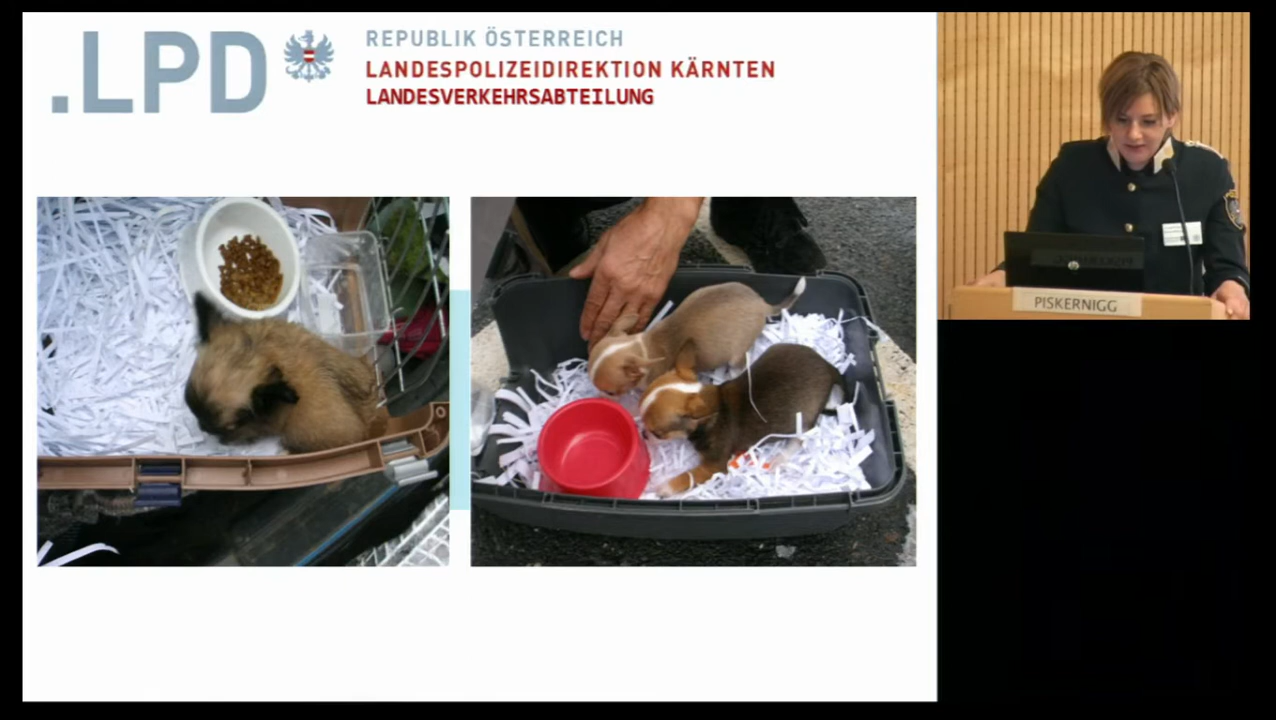 .LPD
REPUBLIK ÖSTERREICH
LANDESPOLIZEIDIREKTION KÄRNTEN
LANDESVERKEHRSABTEILUNG
PISKERNIGG